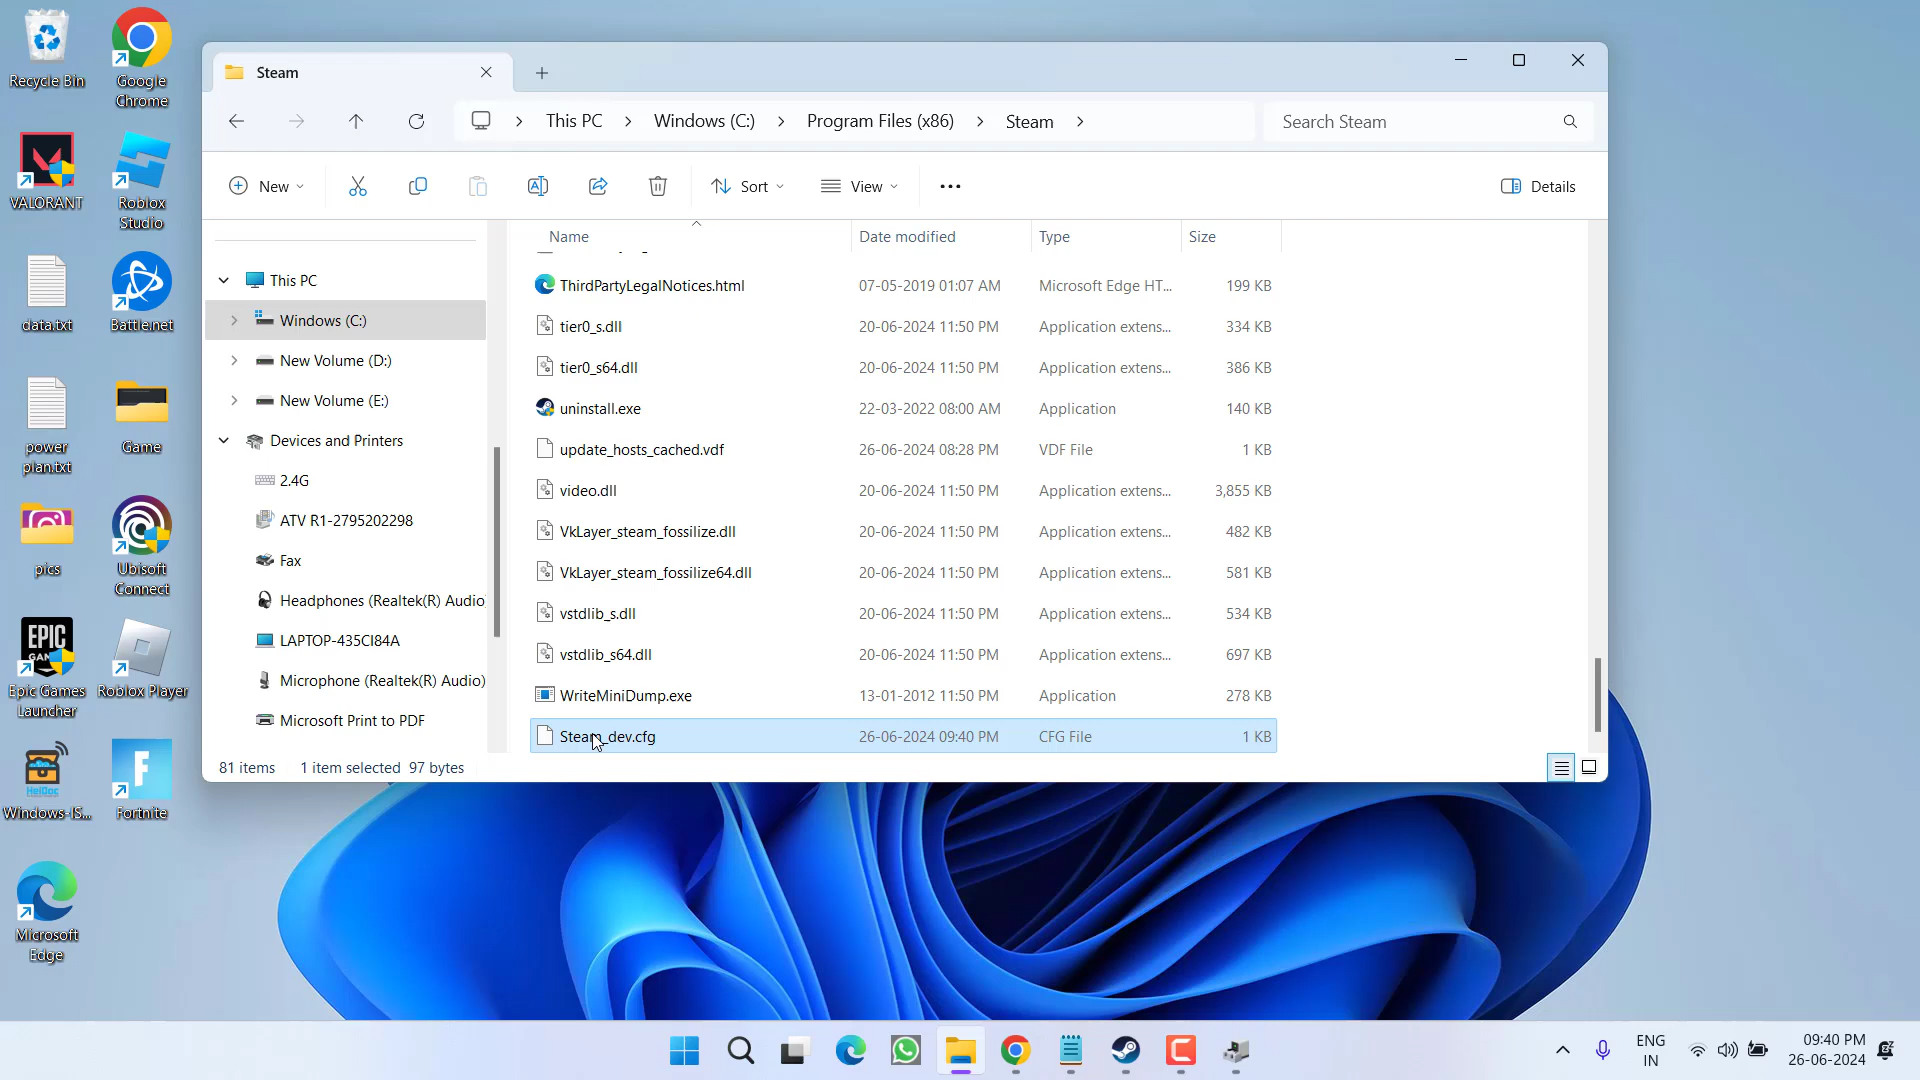 Recycle Bin
Google
Chrome
VALORANT
Roblox
Studio
data.txt
Battle.net
power
plan.txt
Game
pics
Ubisoft
Connect
EPIC
Epic Games
Launcher
Roblox Player
HeiDoc
Windows-IS...
Fortnite
Microsoft
Edge
Steam
This PC
Windows (C:)
Program Files (x86)
Steam
Search Steam
New
Sort
View
Details
This PC
Windows (C:)
New Volume (D:)
New Volume (E:)
Devices and Printers
2.4G
ATV R1-2795202298
Fax
Headphones (Realtek(R) Audio)
LAPTOP-435CI84A
Microphone (Realtek(R) Audio)
Microsoft Print to PDF
Name Date modified Type Size
ThirdPartyLegalNotices.html 07-05-2019 01:07 AM Microsoft Edge HT... 199 KB
tier0_s.dll 20-06-2024 11:50 PM Application extens... 334 KB
tier0_s64.dll 20-06-2024 11:50 PM Application extens... 386 KB
uninstall.exe 22-03-2022 08:00 AM Application 140 KB
update_hosts_cached.vdf 26-06-2024 08:28 PM VDF File 1 KB
video.dll 20-06-2024 11:50 PM Application extens... 3,855 KB
VkLayer_steam_fossilize.dll 20-06-2024 11:50 PM Application extens... 482 KB
VkLayer_steam_fossilize64.dll 20-06-2024 11:50 PM Application extens... 581 KB
vstdlib_s.dll 20-06-2024 11:50 PM Application extens... 534 KB
vstdlib_s64.dll 20-06-2024 11:50 PM Application extens... 697 KB
WriteMiniDump.exe 13-01-2012 11:50 PM Application 278 KB
Steam_dev.cfg 26-06-2024 09:40 PM CFG File 1 KB
81 items 1 item selected 97 bytes
ENG
IN
09:40 PM
26-06-2024